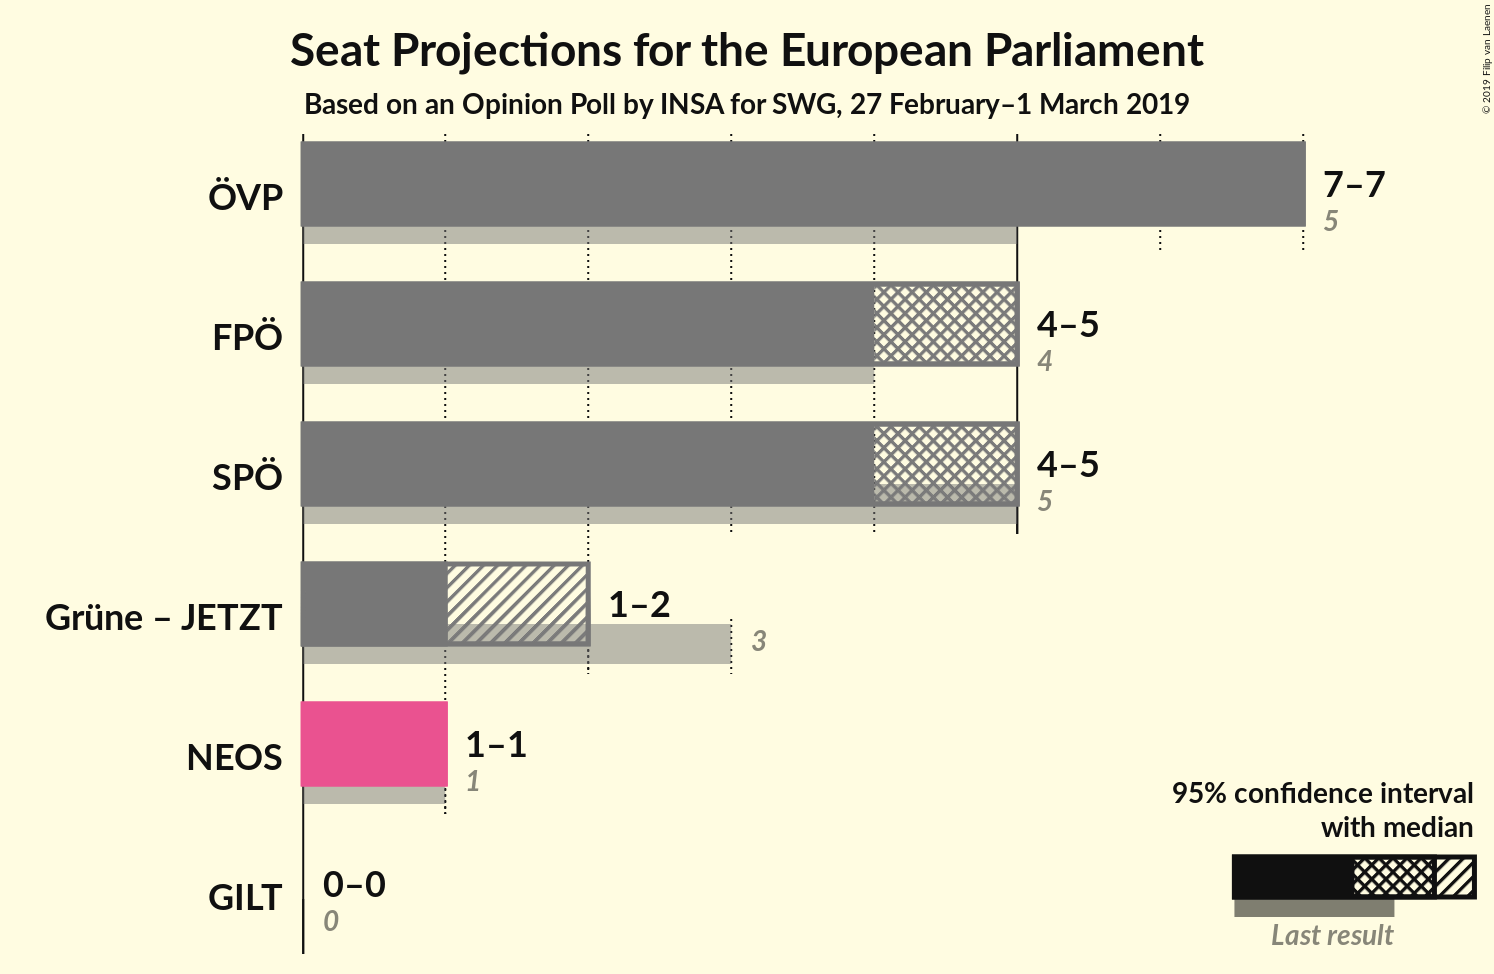 Seat Projections for the European Parliament
Based on an Opinion Poll by INSA for SWG, 27 February–1 March 2019
© 2019 Filip van Laenen
ÖVP
7–7
5
FPÖ
4–5
4
SPÖ
4–5
5
Grüne – JETZT
1–2
3
NEOS
1–1
1
GILT
0–0
0
95% confidence interval
with median
Last result